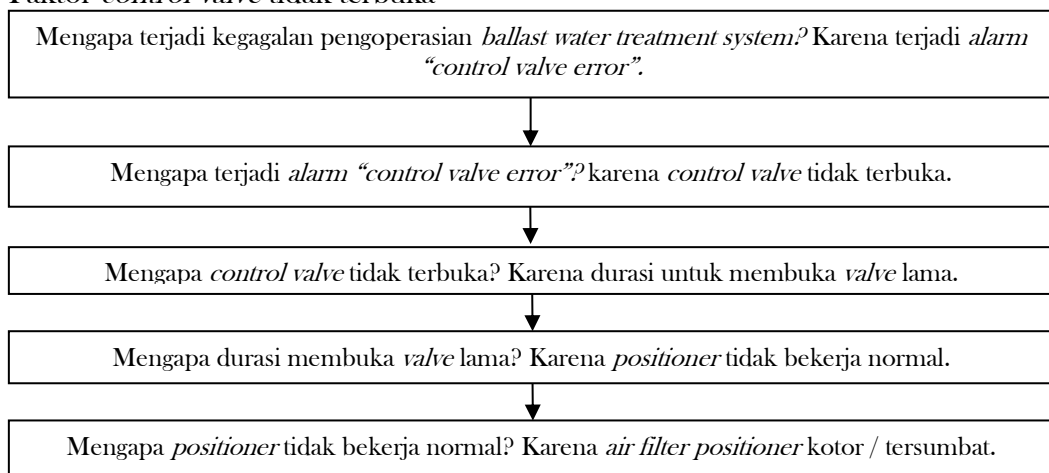 Faktor control valve tidak terbuka
Mengapa terjadi kegagalan pengoperasian ballast water treatment system? Karena terjadi alarm
“control valve error”.
Mengapa terjadi alarm “control valve error”? karena control valve tidak terbuka.
Mengapa control valve tidak terbuka? Karena durasi untuk membuka valve lama.
Mengapa durasi membuka valve lama? Karena positioner tidak bekerja normal.
Mengapa positioner tidak bekerja normal? Karena air filter positioner kotor / tersumbat.